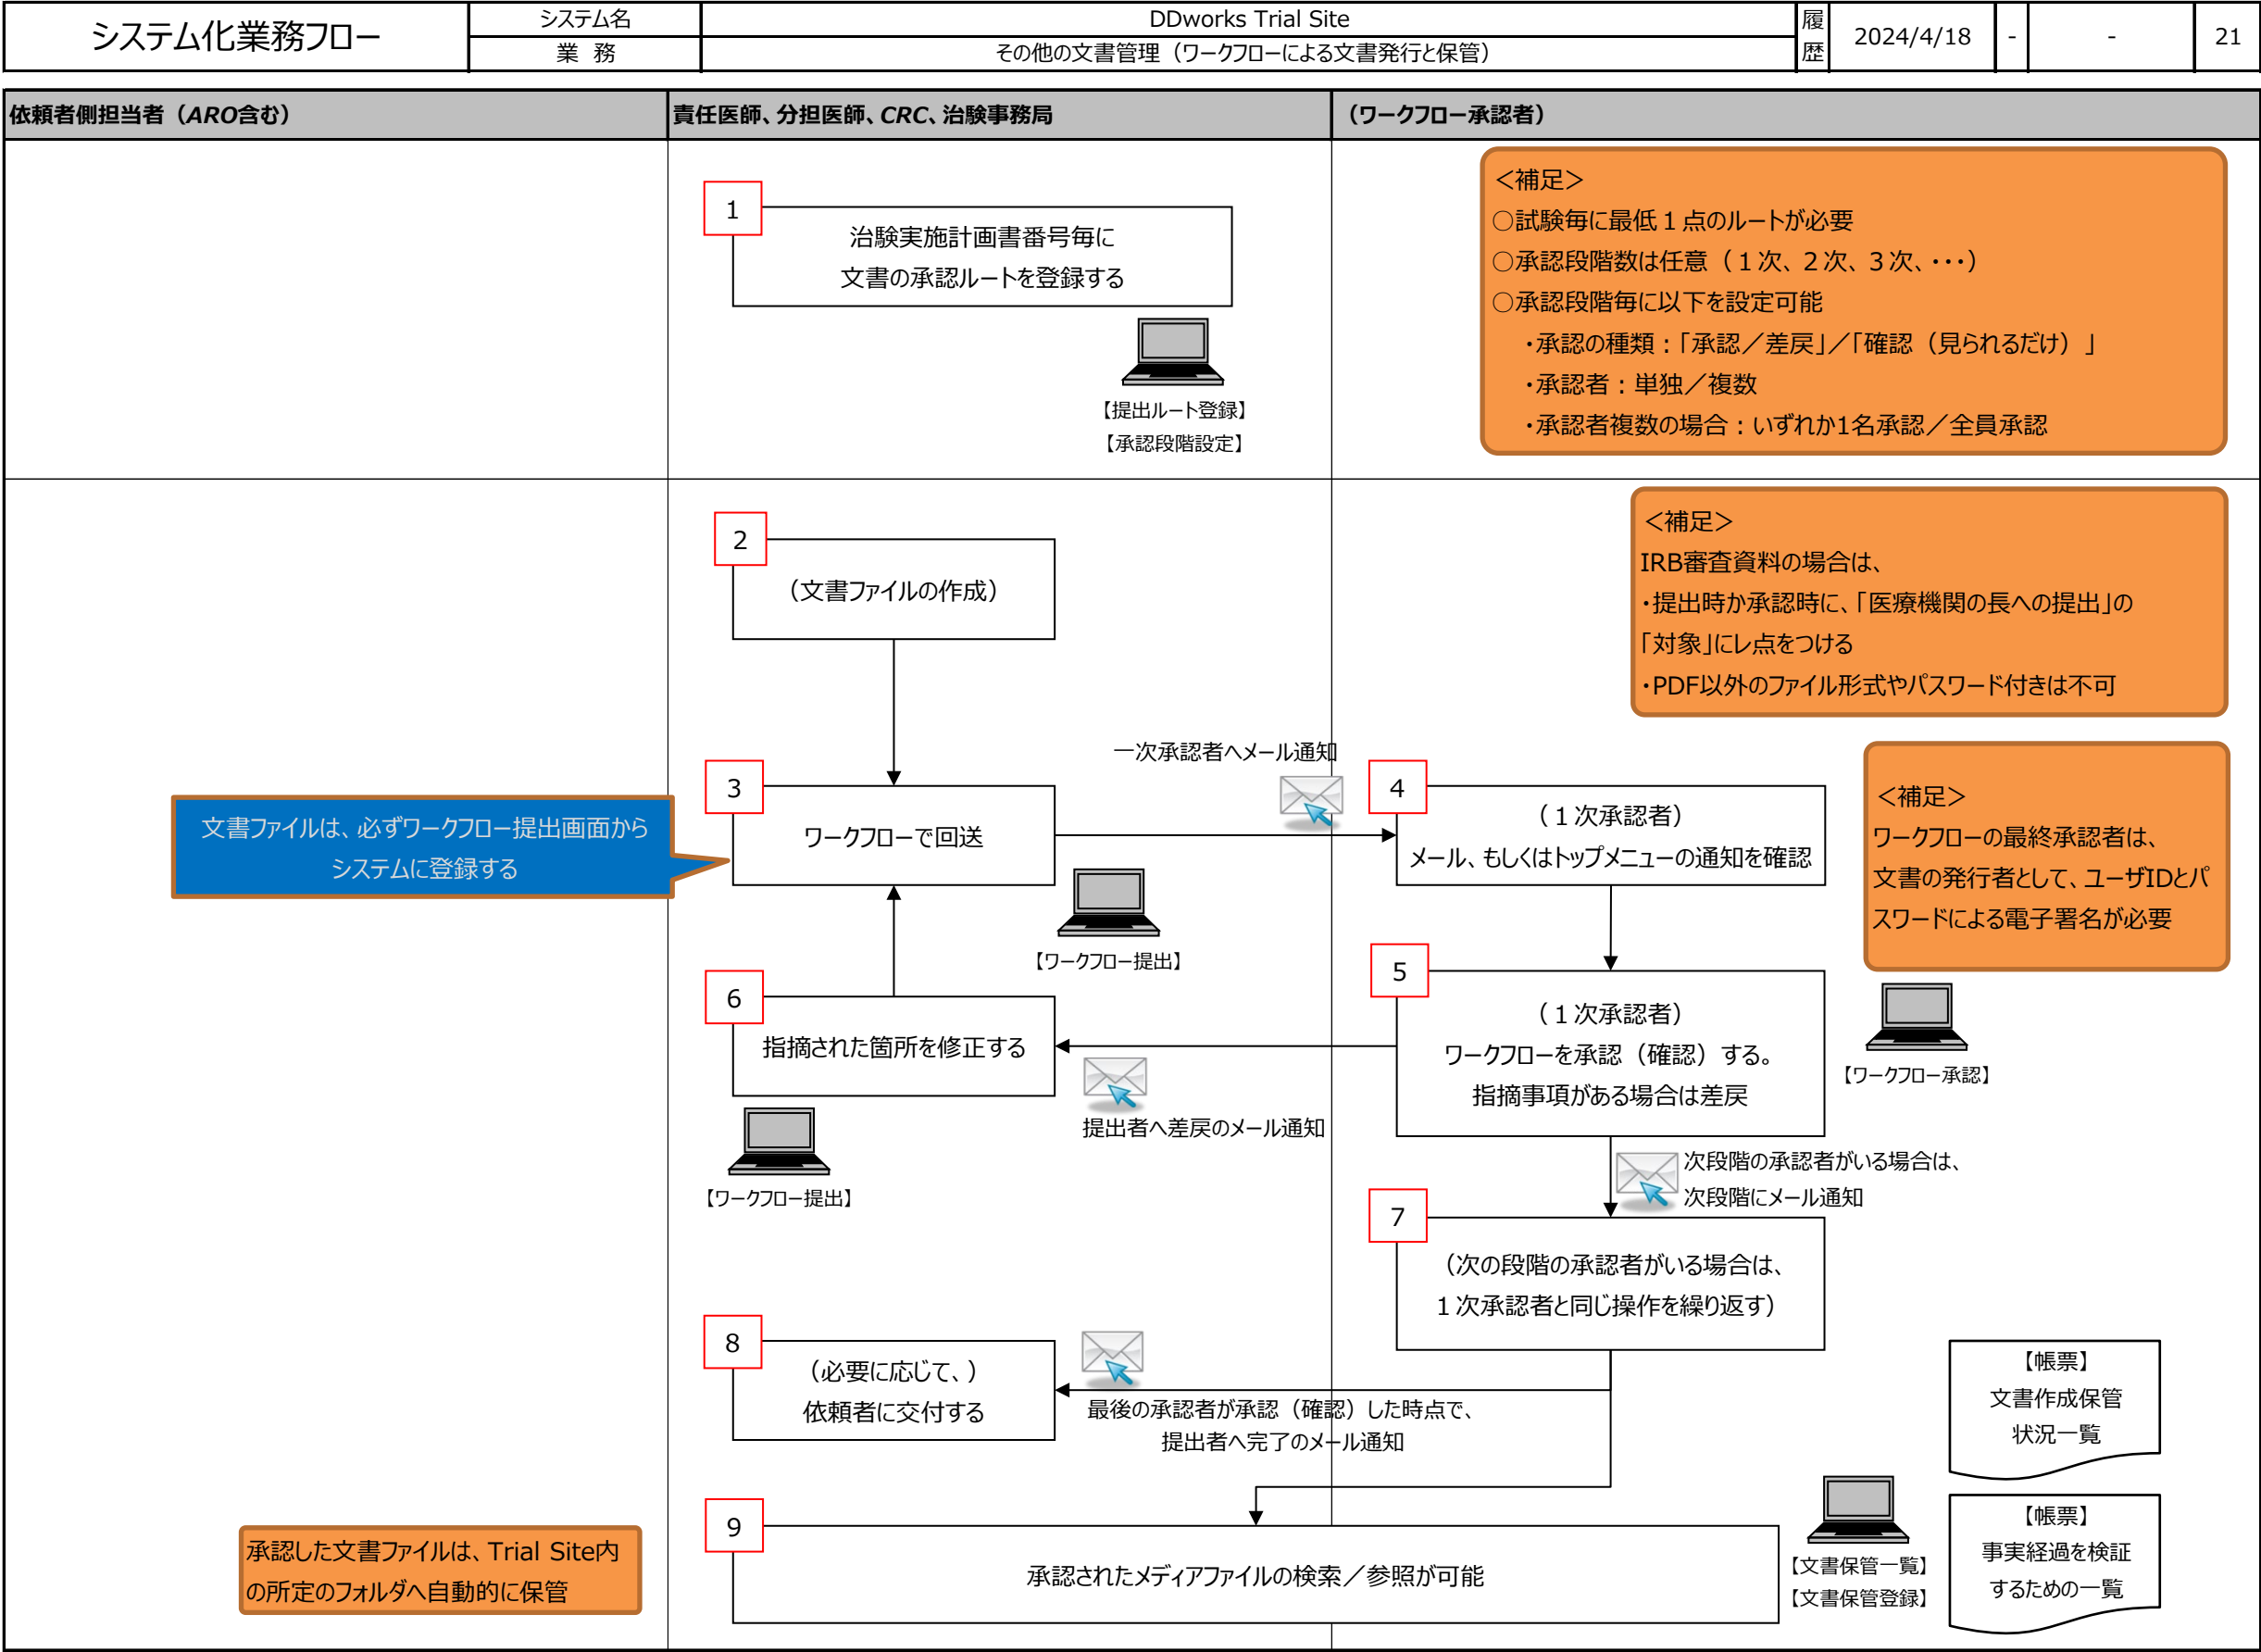 システム化業務フロー
システム名
DDworks Trial Site
業 務
その他の文書管理（ワークフローによる文書発行と保管）
履
歴
2024/4/18
-
-
21
依頼者側担当者（ARO含む）
責任医師、分担医師、CRC、治験事務局
（ワークフロー承認者）
1
治験実施計画書番号毎に
文書の承認ルートを登録する
【提出ルート登録】
【承認段階設定】
＜補足＞
○試験毎に最低１点のルートが必要
○承認段階数は任意（１次、２次、３次、・・・）
○承認段階毎に以下を設定可能
・承認の種類：「承認／差戻」／「確認（見られるだけ）」
・承認者：単独／複数
・承認者複数の場合：いずれか1名承認／全員承認
2
（文書ファイルの作成）
＜補足＞
IRB審査資料の場合は、
・提出時か承認時に、「医療機関の長への提出」の
「対象」にレ点をつける
・PDF以外のファイル形式やパスワード付きは不可
文書ファイルは、必ずワークフロー提出画面から
システムに登録する
3
ワークフローで回送
【ワークフロー提出】
一次承認者へメール通知
4
（１次承認者）
メール、もしくはトップメニューの通知を確認
＜補足＞
ワークフローの最終承認者は、
文書の発行者として、ユーザIDとパ
スワードによる電子署名が必要
5
（１次承認者）
ワークフローを承認（確認）する。
指摘事項がある場合は差戻
【ワークフロー承認】
6
指摘された箇所を修正する
【ワークフロー提出】
提出者へ差戻のメール通知
次段階の承認者がいる場合は、
次段階にメール通知
7
（次の段階の承認者がいる場合は、
１次承認者と同じ操作を繰り返す）
8
（必要に応じて、）
依頼者に交付する
最後の承認者が承認（確認）した時点で、
提出者へ完了のメール通知
【帳票】
文書作成保管
状況一覧
承認した文書ファイルは、Trial Site内
の所定のフォルダへ自動的に保管
9
承認されたメディアファイルの検索／参照が可能
【文書保管一覧】
【文書保管登録】
【帳票】
事実経過を検証
するための一覧